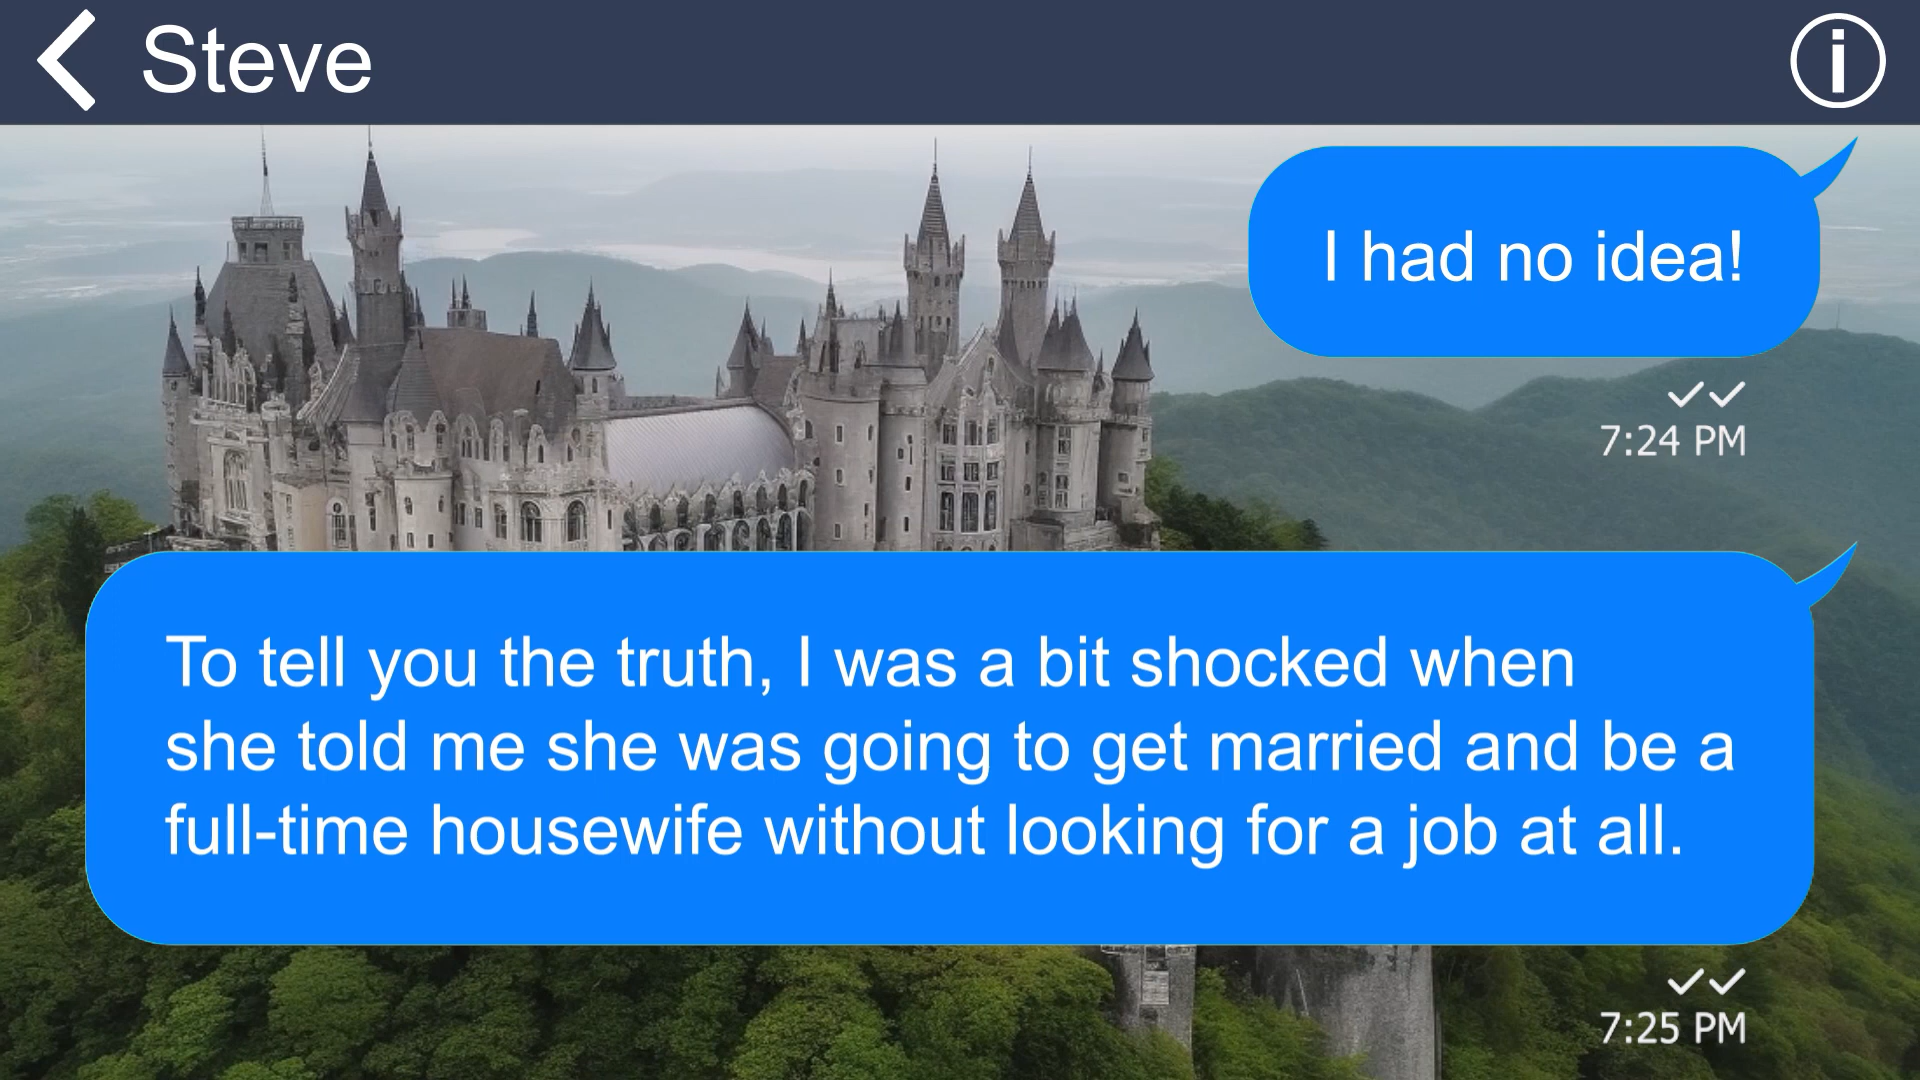 Steve
I had no idea!
7:24 PM
To tell you the truth, I was a bit shocked when
she told me she was going to get married and be a
full-time housewife without looking for a job at all.
7:25 PM